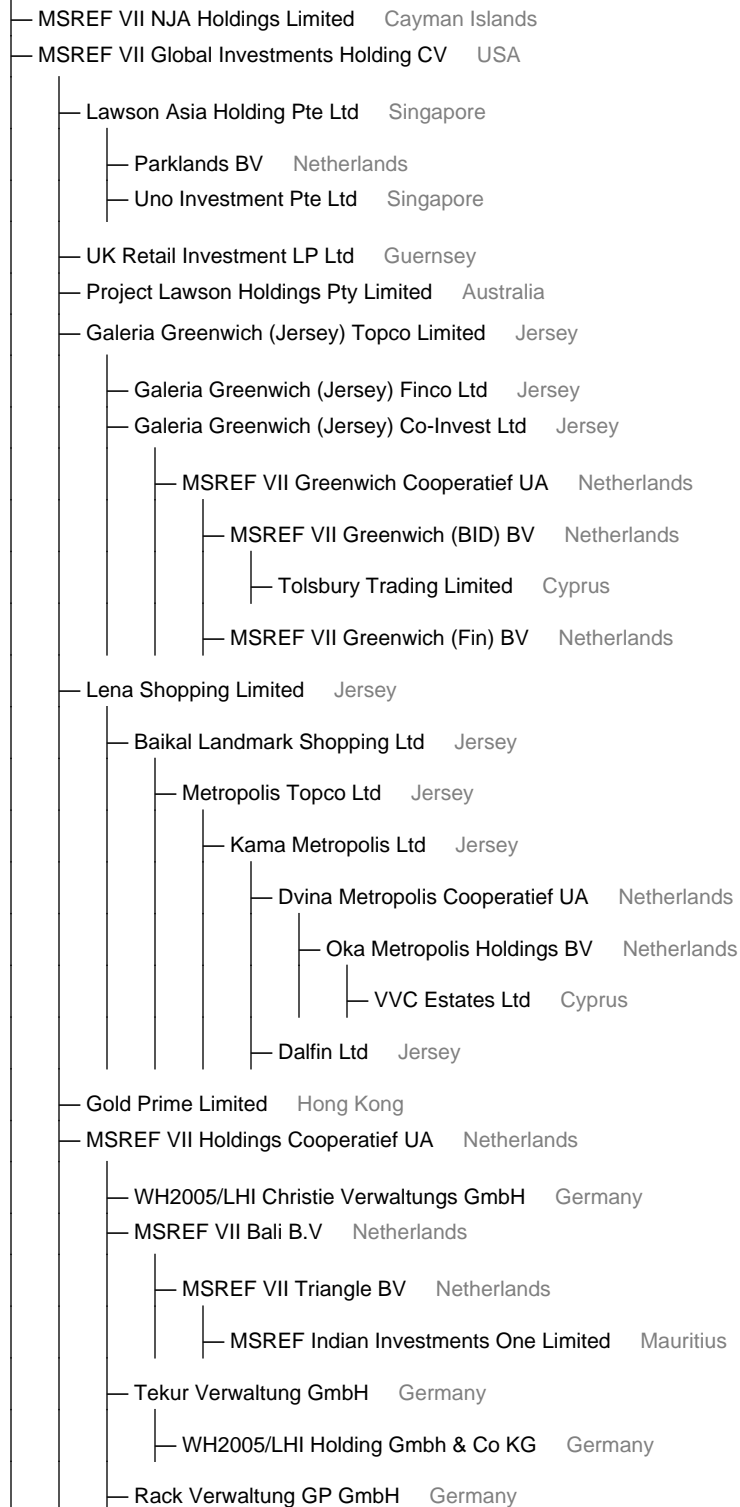 MSREF VII NJA Holdings Limited Cayman Islands
MSREF VII Global Investments Holding CV USA
Lawson Asia Holding Pte Ltd Singapore
Parklands BV Netherlands
Uno Investment Pte Ltd Singapore
UK Retail Investment LP Ltd Guernsey
Project Lawson Holdings Pty Limited Australia
Galeria Greenwich (Jersey) Topco Limited Jersey
Galeria Greenwich (Jersey) Finco Ltd Jersey
Galeria Greenwich (Jersey) Co-Invest Ltd Jersey
MSREF VII Greenwich Cooperatief UA Netherlands
MSREF VII Greenwich (BID) BV Netherlands
Tolsbury Trading Limited Cyprus
MSREF VII Greenwich (Fin) BV Netherlands
Lena Shopping Limited Jersey
Baikal Landmark Shopping Ltd Jersey
Metropolis Topco Ltd Jersey
Kama Metropolis Ltd Jersey
Dvina Metropolis Cooperatief UA Netherlands
Oka Metropolis Holdings BV Netherlands
VVC Estates Ltd Cyprus
Dalfin Ltd Jersey
Gold Prime Limited Hong Kong
MSREF VII Holdings Cooperatief UA Netherlands
WH2005/LHI Christie Verwaltungs GmbH Germany
MSREF VII Bali B.V Netherlands
MSREF VII Triangle BV Netherlands
MSREF Indian Investments One Limited Mauritius
Tekur Verwaltung GmbH Germany
WH2005/LHI Holding Gmbh & Co KG Germany
Rack Verwaltung GP GmbH Germany